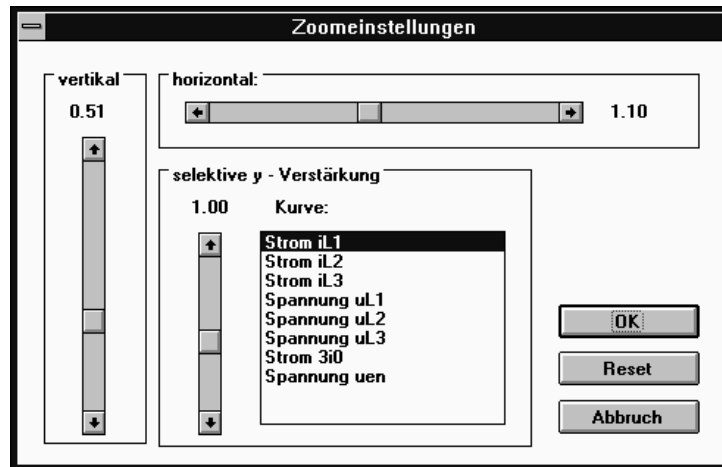 Zoomeinstellungen
vertikal
0.51
horizontal:
1.10
selektive y - Verstärkung
1.00 Kurve:
Strom iL1
Strom iL2
Strom iL3
Spannung uL1
Spannung uL2
Spannung uL3
Strom 3i0
Spannung uen
OK
Reset
Abbruch